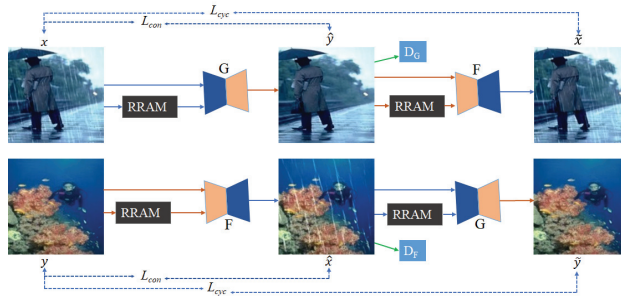 L_cyc
L_con
x ŷ x̃
D_G
G F
RRAM RRAM
RRAM RRAM
F G
D_F
y x̂ ỹ
L_con
L_cyc